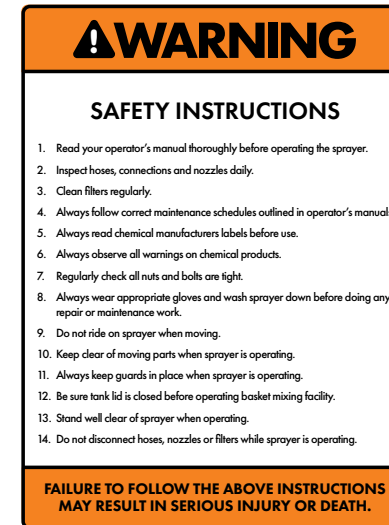 WARNING
SAFETY INSTRUCTIONS
1. Read your operator's manual thoroughly before operating the sprayer.
2. Inspect hoses, connections and nozzles daily.
3. Clean filters regularly.
4. Always follow correct maintenance schedules outlined in operator's manual
5. Always read chemical manufacturers labels before use.
6. Always observe all warnings on chemical products.
7. Regularly check all nuts and bolts are tight.
8. Always wear appropriate gloves and wash sprayer down before doing any
repair or maintenance work.
9. Do not ride on sprayer when moving.
10. Keep clear of moving parts when sprayer is operating.
11. Always keep guards in place when sprayer is operating.
12. Be sure tank lid is closed before operating basket mixing facility.
13. Stand well clear of sprayer when operating.
14. Do not disconnect hoses, nozzles or filters while sprayer is operating.
FAILURE TO FOLLOW THE ABOVE INSTRUCTIONS
MAY RESULT IN SERIOUS INJURY OR DEATH.